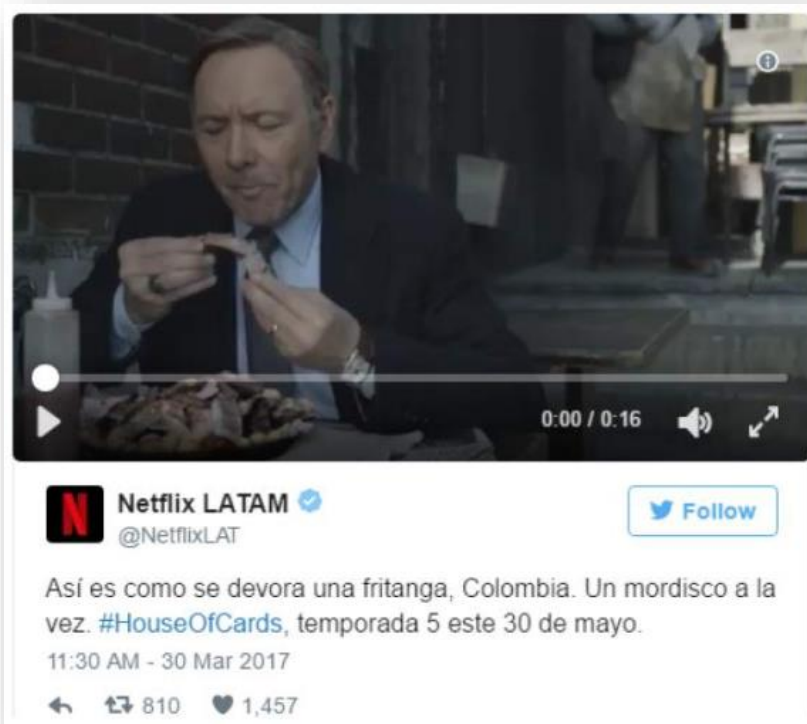 0:00 / 0:16
N
Netflix LATAM
@NetflixLAT
Follow
Así es como se devora una fritanga, Colombia. Un mordisco a la
vez. #HouseOfCards, temporada 5 este 30 de mayo.
11:30 AM - 30 Mar 2017
810
1,457